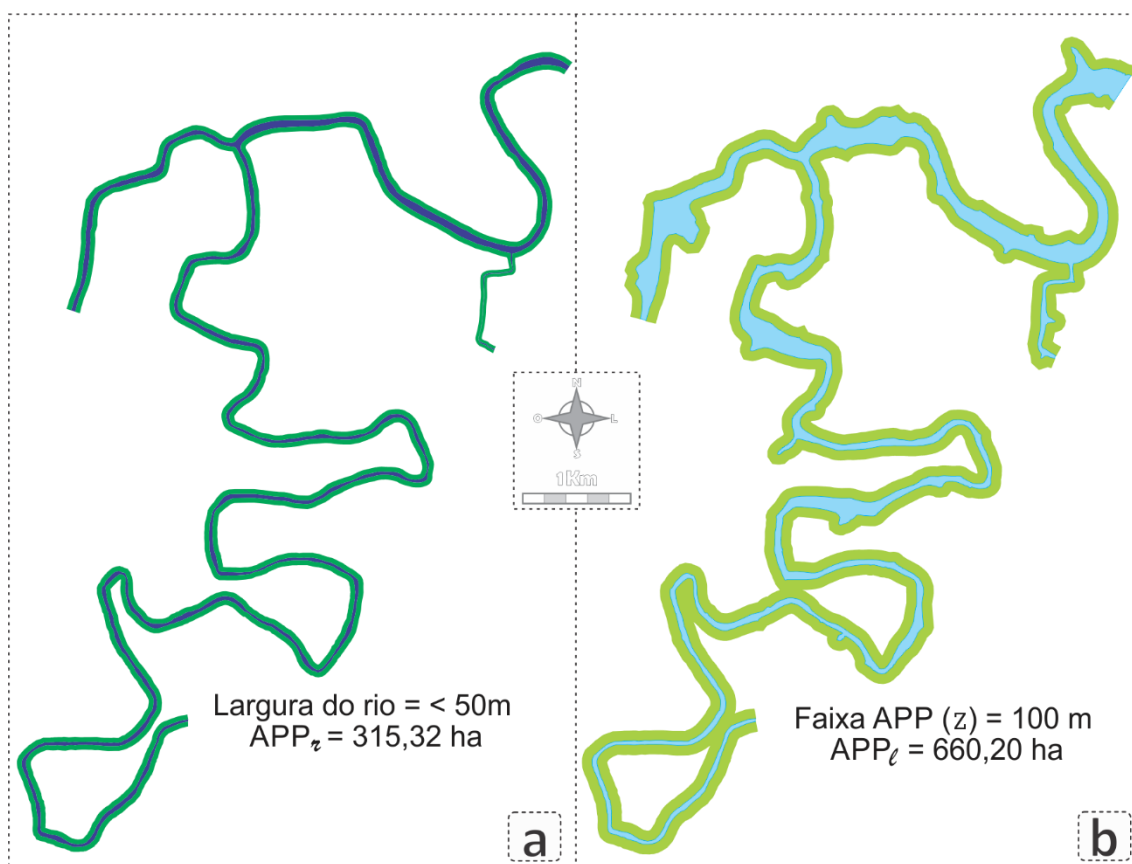 N
O L
S
1Km
Largura do rio = < 50m
APP𝓇 = 315,32 ha
Faixa APP (Z) = 100 m
APPℓ = 660,20 ha
a
b